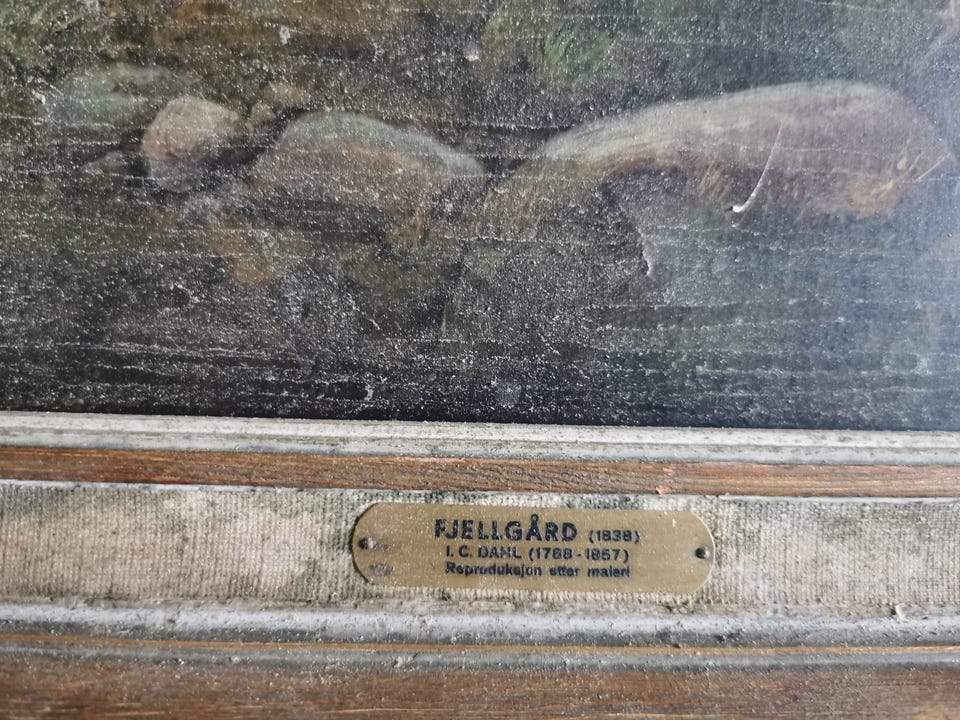 FJELLGÅRD (1838)
I. C. DAHL (1788-1857)
Reproduksjon etter maleri